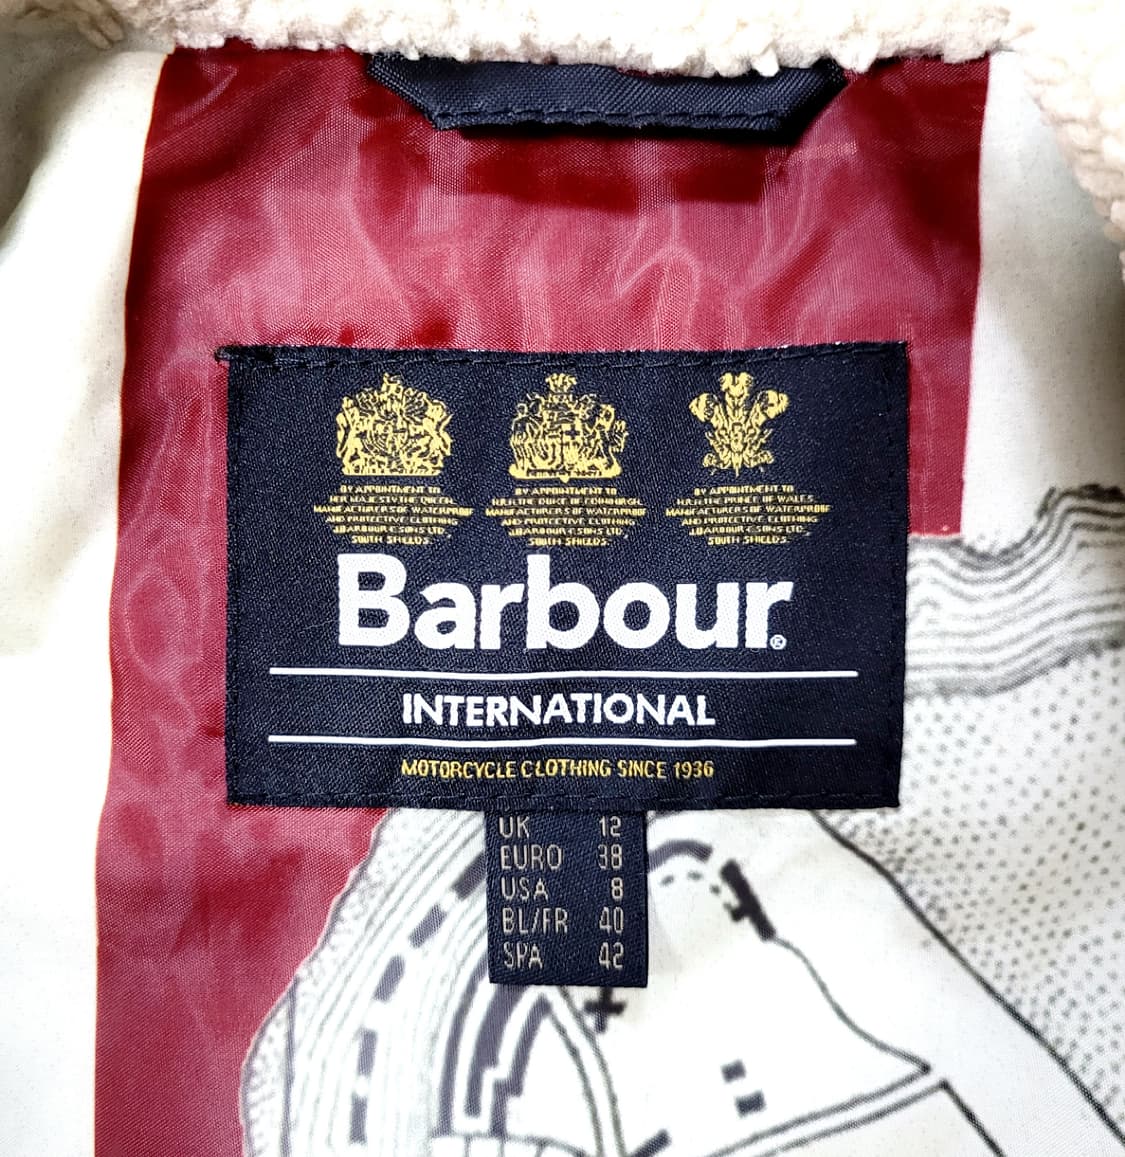 BY APPOINTMENT TO
HER MAJESTY THE QUEEN,
MANUFACTURERS OF WATERPROOF
AND PROTECTIVE CLOTHING
J.BARBOUR & SONS LTD.,
SOUTH SHIELDS.
BY APPOINTMENT TO
H.R.H. THE DUKE OF EDINBURGH,
MANUFACTURERS OF WATERPROOF
AND PROTECTIVE CLOTHING
J.BARBOUR & SONS LTD.,
SOUTH SHIELDS.
BY APPOINTMENT TO
H.R.H. THE PRINCE OF WALES,
MANUFACTURERS OF WATERPROOF
AND PROTECTIVE CLOTHING
J.BARBOUR & SONS LTD.,
SOUTH SHIELDS.
Barbour®
INTERNATIONAL
MOTORCYCLE CLOTHING SINCE 1936
UK 12
EURO 38
USA 8
BL/FR 40
SPA 42